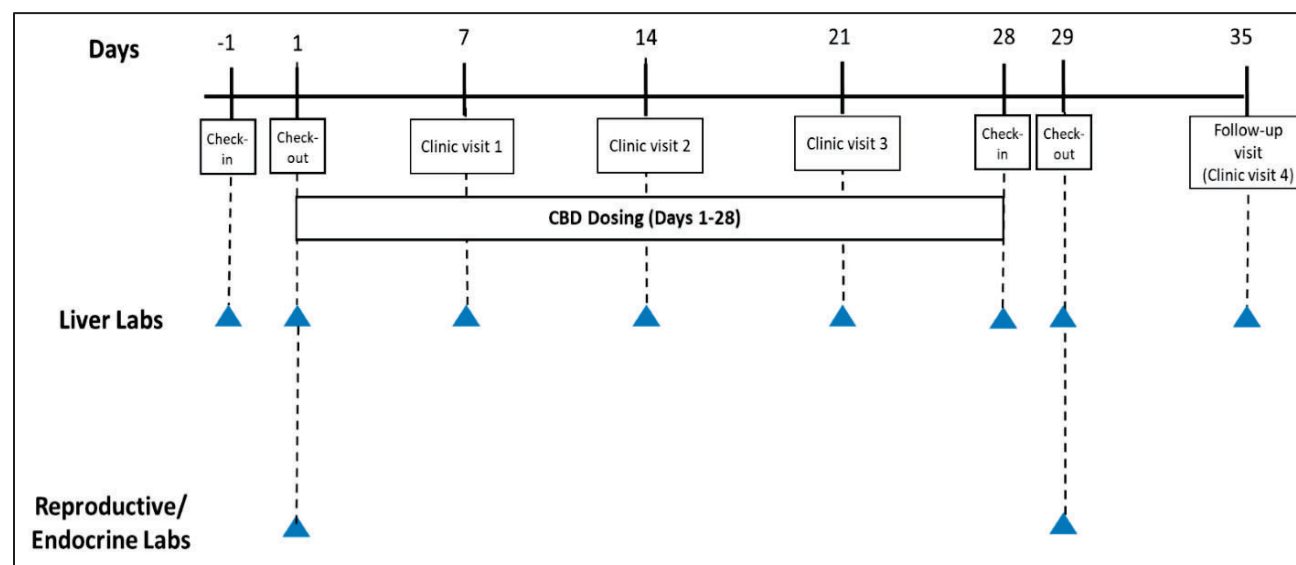 Days -1 1 7 14 21 28 29 35
Check-
in
Check-
out
Clinic visit 1
Clinic visit 2
Clinic visit 3
Check-
in
Check-
out
Follow-up
visit
(Clinic visit 4)
CBD Dosing (Days 1-28)
Liver Labs
Reproductive/
Endocrine Labs